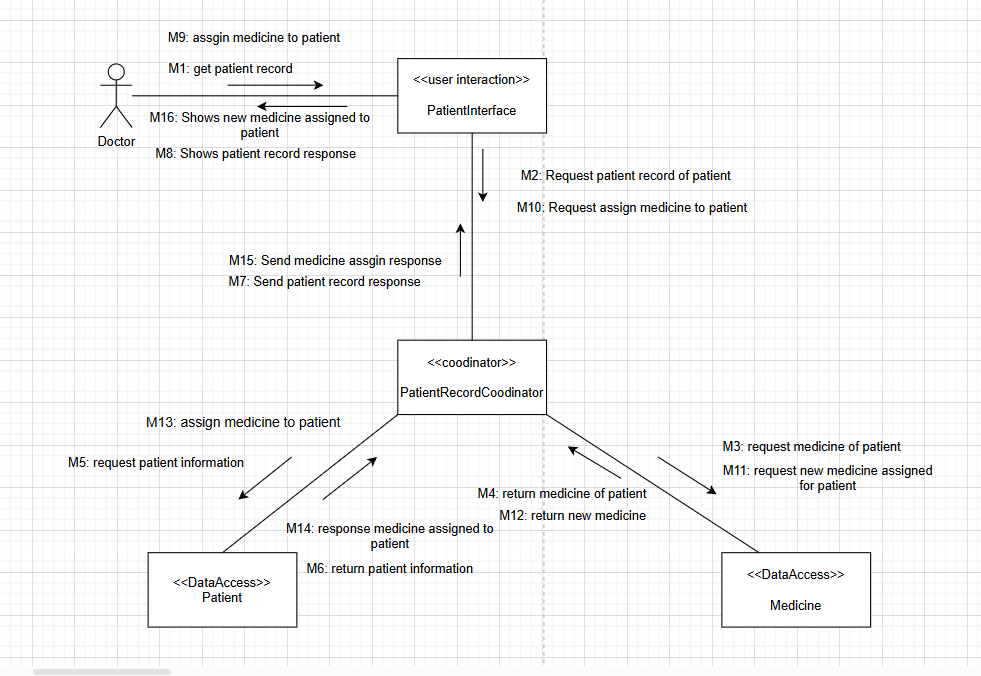 M9: assgin medicine to patient
M1: get patient record
<<user interaction>>
PatientInterface
M16: Shows new medicine assigned to
patient
Doctor
M8: Shows patient record response
M2: Request patient record of patient
M10: Request assign medicine to patient
M15: Send medicine assgin response
M7: Send patient record response
<<coodinator>>
PatientRecordCoodinator
M13: assign medicine to patient
M5: request patient information
M3: request medicine of patient
M11: request new medicine assigned
for patient
M4: return medicine of patient
M12: return new medicine
M14: response medicine assigned to
patient
M6: return patient information
<<DataAccess>>
Patient
<<DataAccess>>
Medicine